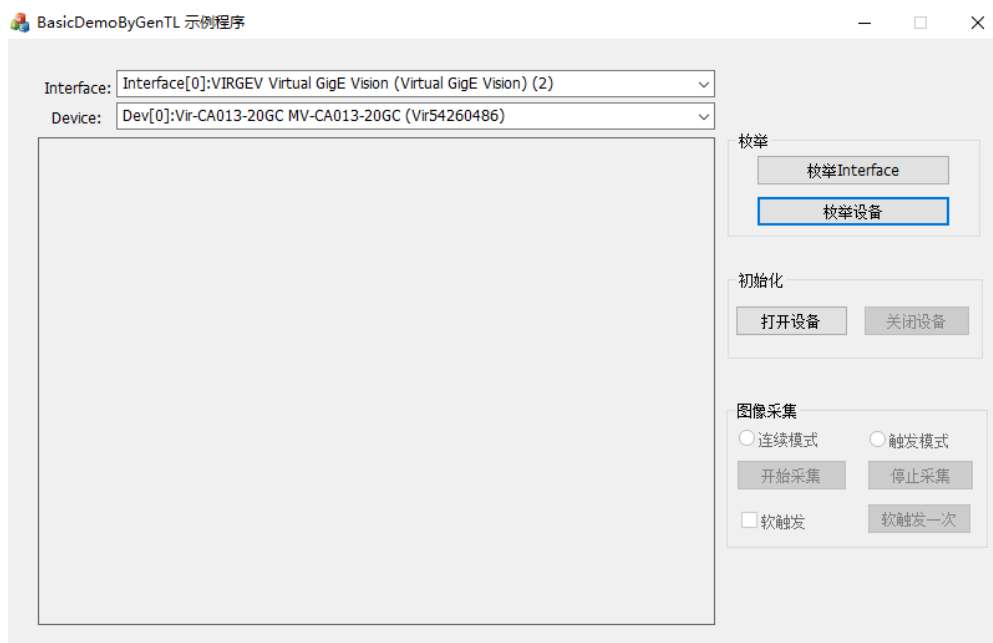 BasicDemoByGenTL 示例程序
Interface: Interface[0]:VIRGEV Virtual GigE Vision (Virtual GigE Vision) (2)
Device: Dev[0]:Vir-CA013-20GC MV-CA013-20GC (Vir54260486)
枚举
枚举Interface
枚举设备
初始化
打开设备 关闭设备
图像采集
连续模式 触发模式
开始采集 停止采集
软触发 软触发一次